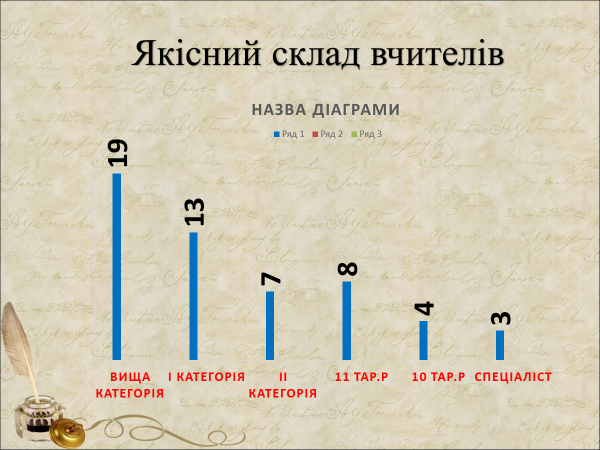 Якісний склад вчителів
НАЗВА ДІАГРАМИ
Ряд 1 Ряд 2 Ряд 3
19
13
7
8
4
3
ВИЩА КАТЕГОРІЯ
І КАТЕГОРІЯ
ІІ КАТЕГОРІЯ
11 ТАР.Р
10 ТАР.Р
СПЕЦІАЛІСТ